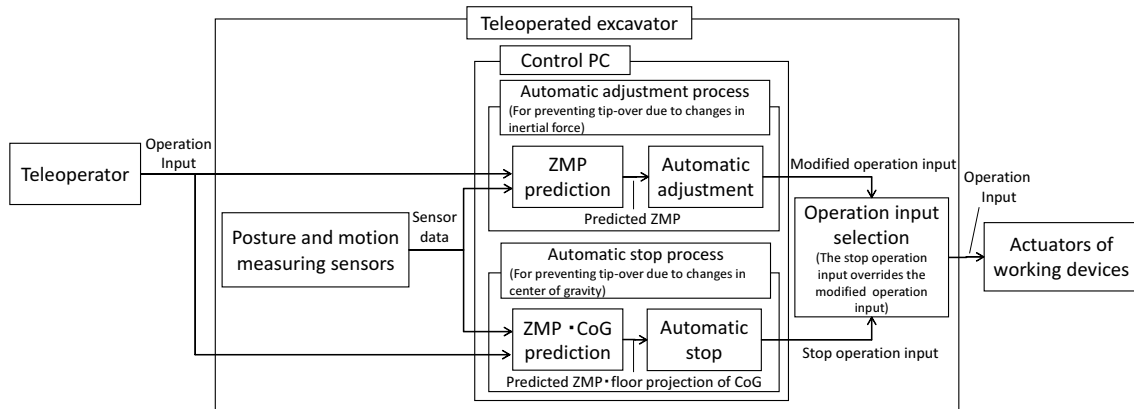 Teleoperated excavator
Control PC
Automatic adjustment process
(For preventing tip-over due to changes in
inertial force)
Operation
Input
Teleoperator
ZMP
prediction
Automatic
adjustment
Modified operation input
Predicted ZMP
Operation
Input
Sensor
data
Posture and motion
measuring sensors
Operation input
selection
(The stop operation
input overrides the
modified operation
input)
Actuators of
working devices
Automatic stop process
(For preventing tip-over due to changes in
center of gravity)
ZMP・CoG
prediction
Automatic
stop
Stop operation input
Predicted ZMP・floor projection of CoG